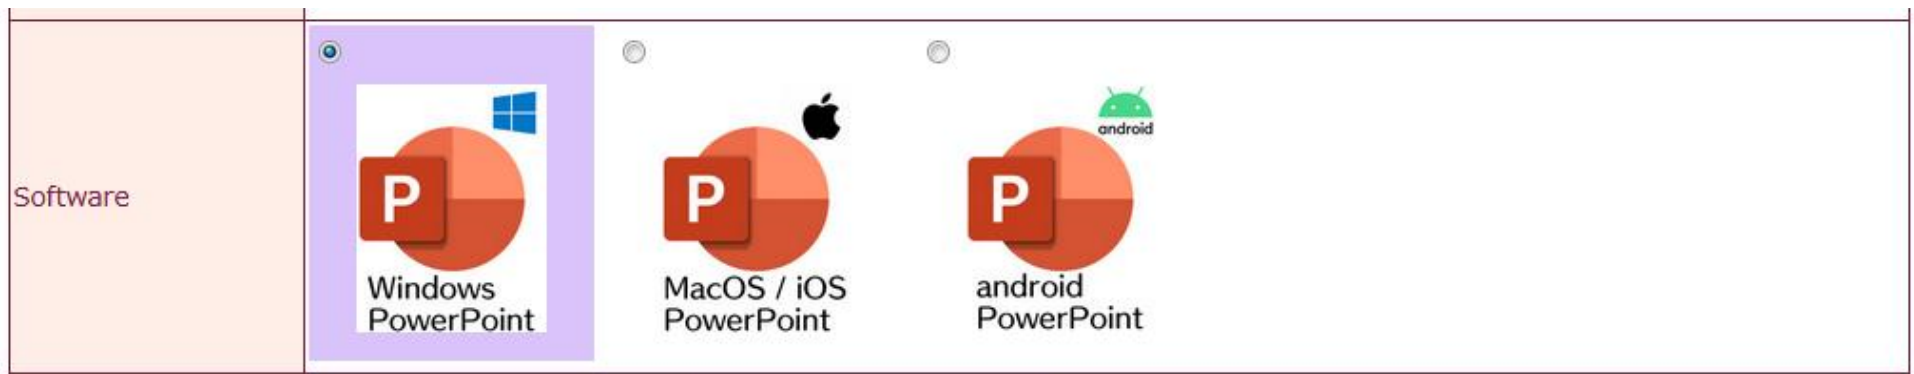 Software
P
Windows
PowerPoint
P
MacOS / iOS
PowerPoint
android
P
android
PowerPoint